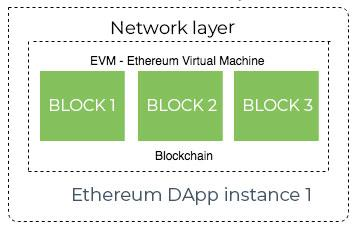 Network layer
EVM - Ethereum Virtual Machine
BLOCK 1 BLOCK 2 BLOCK 3
Blockchain
Ethereum DApp instance 1